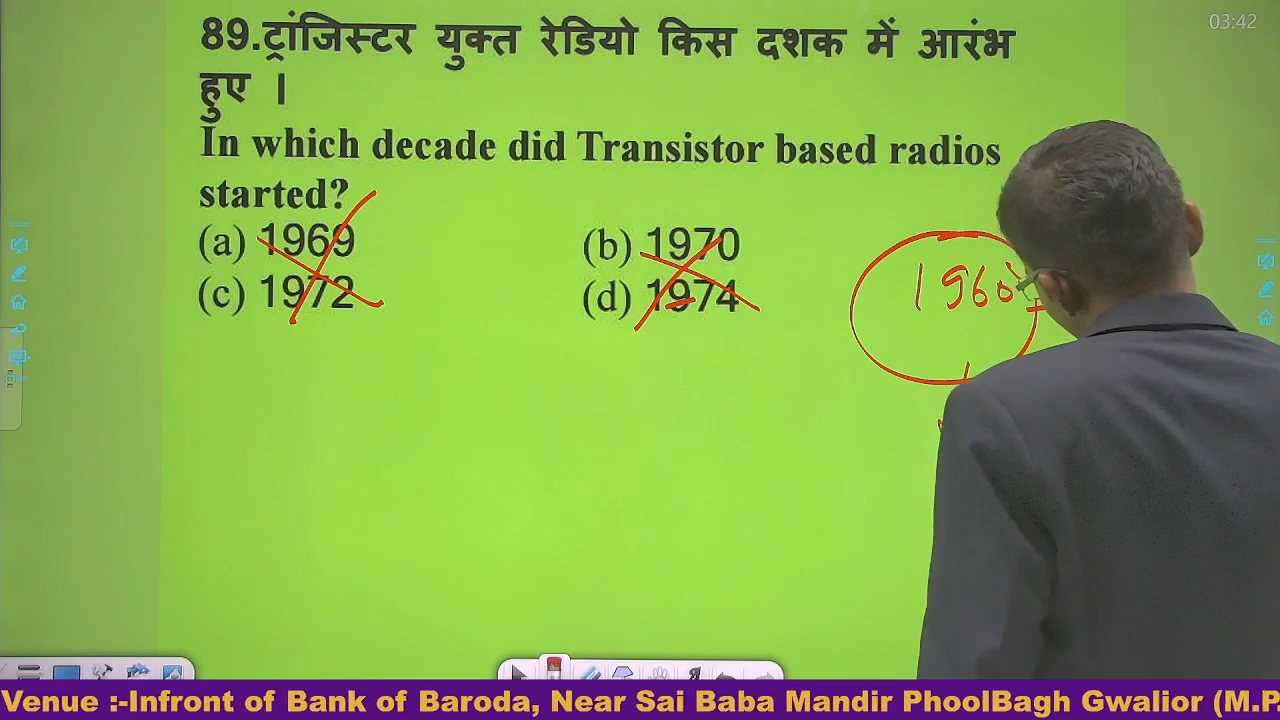 03:42
89.ट्रांजिस्टर युक्त रेडियो किस दशक में आरंभ
हुए ।
In which decade did Transistor based radios
started?
(a) 1969 (b) 1970
(c) 1972 (d) 1974
1960
Venue :-Infront of Bank of Baroda, Near Sai Baba Mandir PhoolBagh Gwalior (M.P.